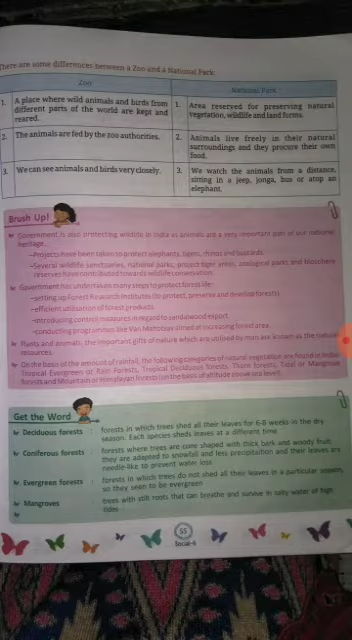 There are some differences between a Zoo and a National Park
Zoo
National Park
1. A place where wild animals and birds from
different parts of the world are kept and
reared.
1. Area reserved for preserving natural
vegetation, wildlife and land forms.
2. The animals are fed by the zoo authorities.
2. Animals live freely in their natural
surroundings and they procure their own
food.
3. We can see animals and birds very closely.
3. We watch the animals from a distance,
sitting in a jeep, jonga, bus or atop an
elephant.
Brush Up!
Government is also protecting wildlife in India as animals are a very important part of our national
heritage.
–Projects have been taken to protect elephants, tigers, rhinos and bustards.
–Several wildlife sanctuaries, national parks, project tiger areas, zoological parks and biosphere
reserves have contributed towards wildlife conservation.
Government has undertaken many steps to protect forest life:
–setting up Forest Research Institutes (to protect, preserve and develop forests)
–efficient utilisation of forest products
–introducing control measures in regard to sandalwood export
–conducting programmes like Van Mahotsav aimed at increasing forest area
Plants and animals, the important gifts of nature which are utilised by man are known as the natural
resources.
On the basis of the amount of rainfall, the following categories of natural vegetation are found in India:
Tropical Evergreen or Rain Forests, Tropical Deciduous forests, Thorn forests, Tidal or Mangrove
forests and Mountain or Himalayan forests (on the basis of altitude above sea level).
Get the Word
Deciduous forests : forests in which trees shed all their leaves for 6-8 weeks in the dry
season. Each species sheds leaves at a different time
Coniferous forests : forests where trees are cone shaped with thick bark and woody fruit;
they are adapted to snowfall and less precipitation and their leaves are
needle-like to prevent water loss
Evergreen forests : forests in which trees do not shed all their leaves in a particular season,
so they seem to be evergreen
Mangroves : trees with stilt roots that can breathe and survive in salty water of high
tides
55
Social-6